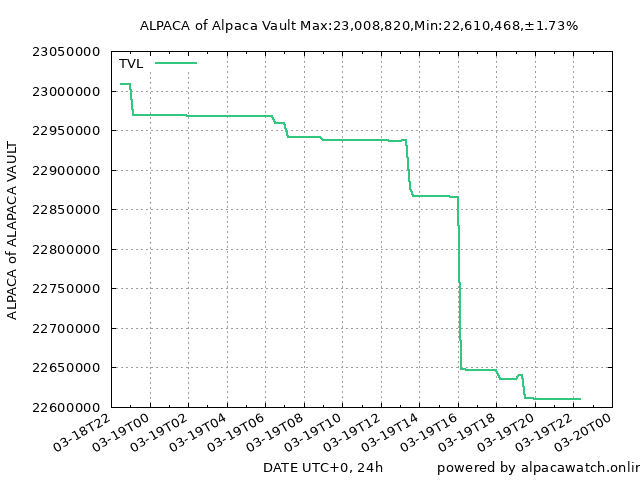 ALPACA of Alpaca Vault Max:23,008,820,Min:22,610,468,±1.73%
TVL
23050000
23000000
22950000
22900000
22850000
22800000
22750000
22700000
22650000
22600000
ALPACA of ALAPACA VAULT
03-18T22
03-19T00
03-19T02
03-19T04
03-19T06
03-19T08
03-19T10
03-19T12
03-19T14
03-19T16
03-19T18
03-19T20
03-19T22
03-20T00
DATE UTC+0, 24h
powered by alpacawatch.onlin